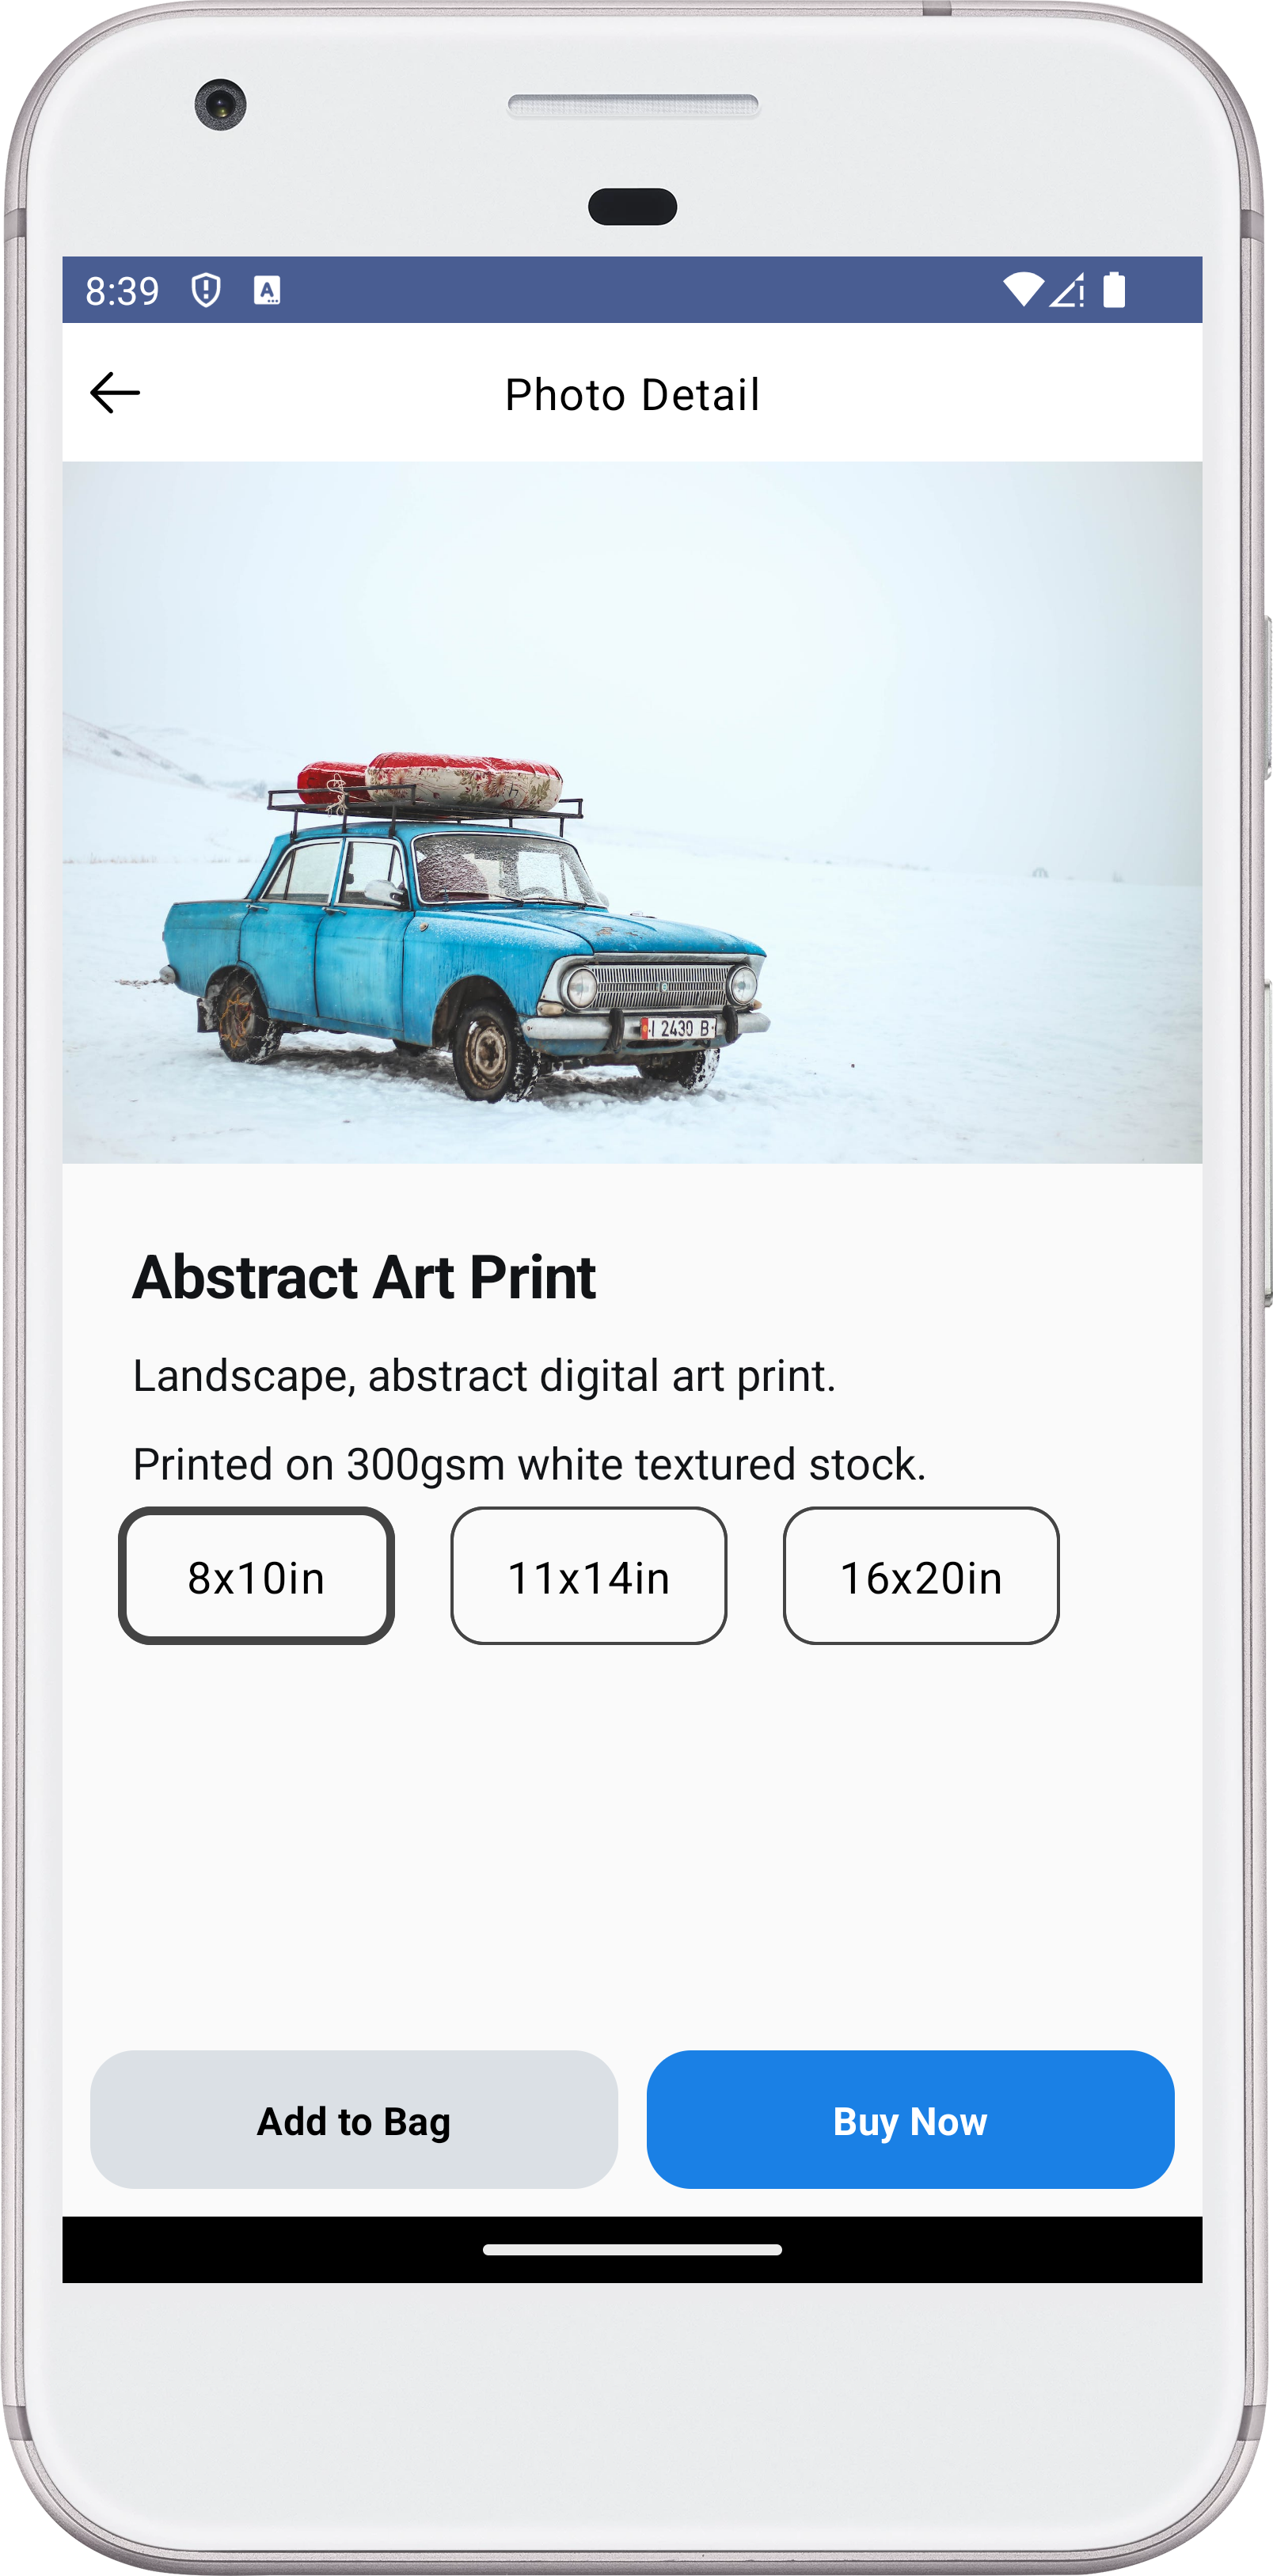 8:39
Photo Detail
I 2430 B
Abstract Art Print
Landscape, abstract digital art print.
Printed on 300gsm white textured stock.
8x10in
11x14in
16x20in
Add to Bag
Buy Now